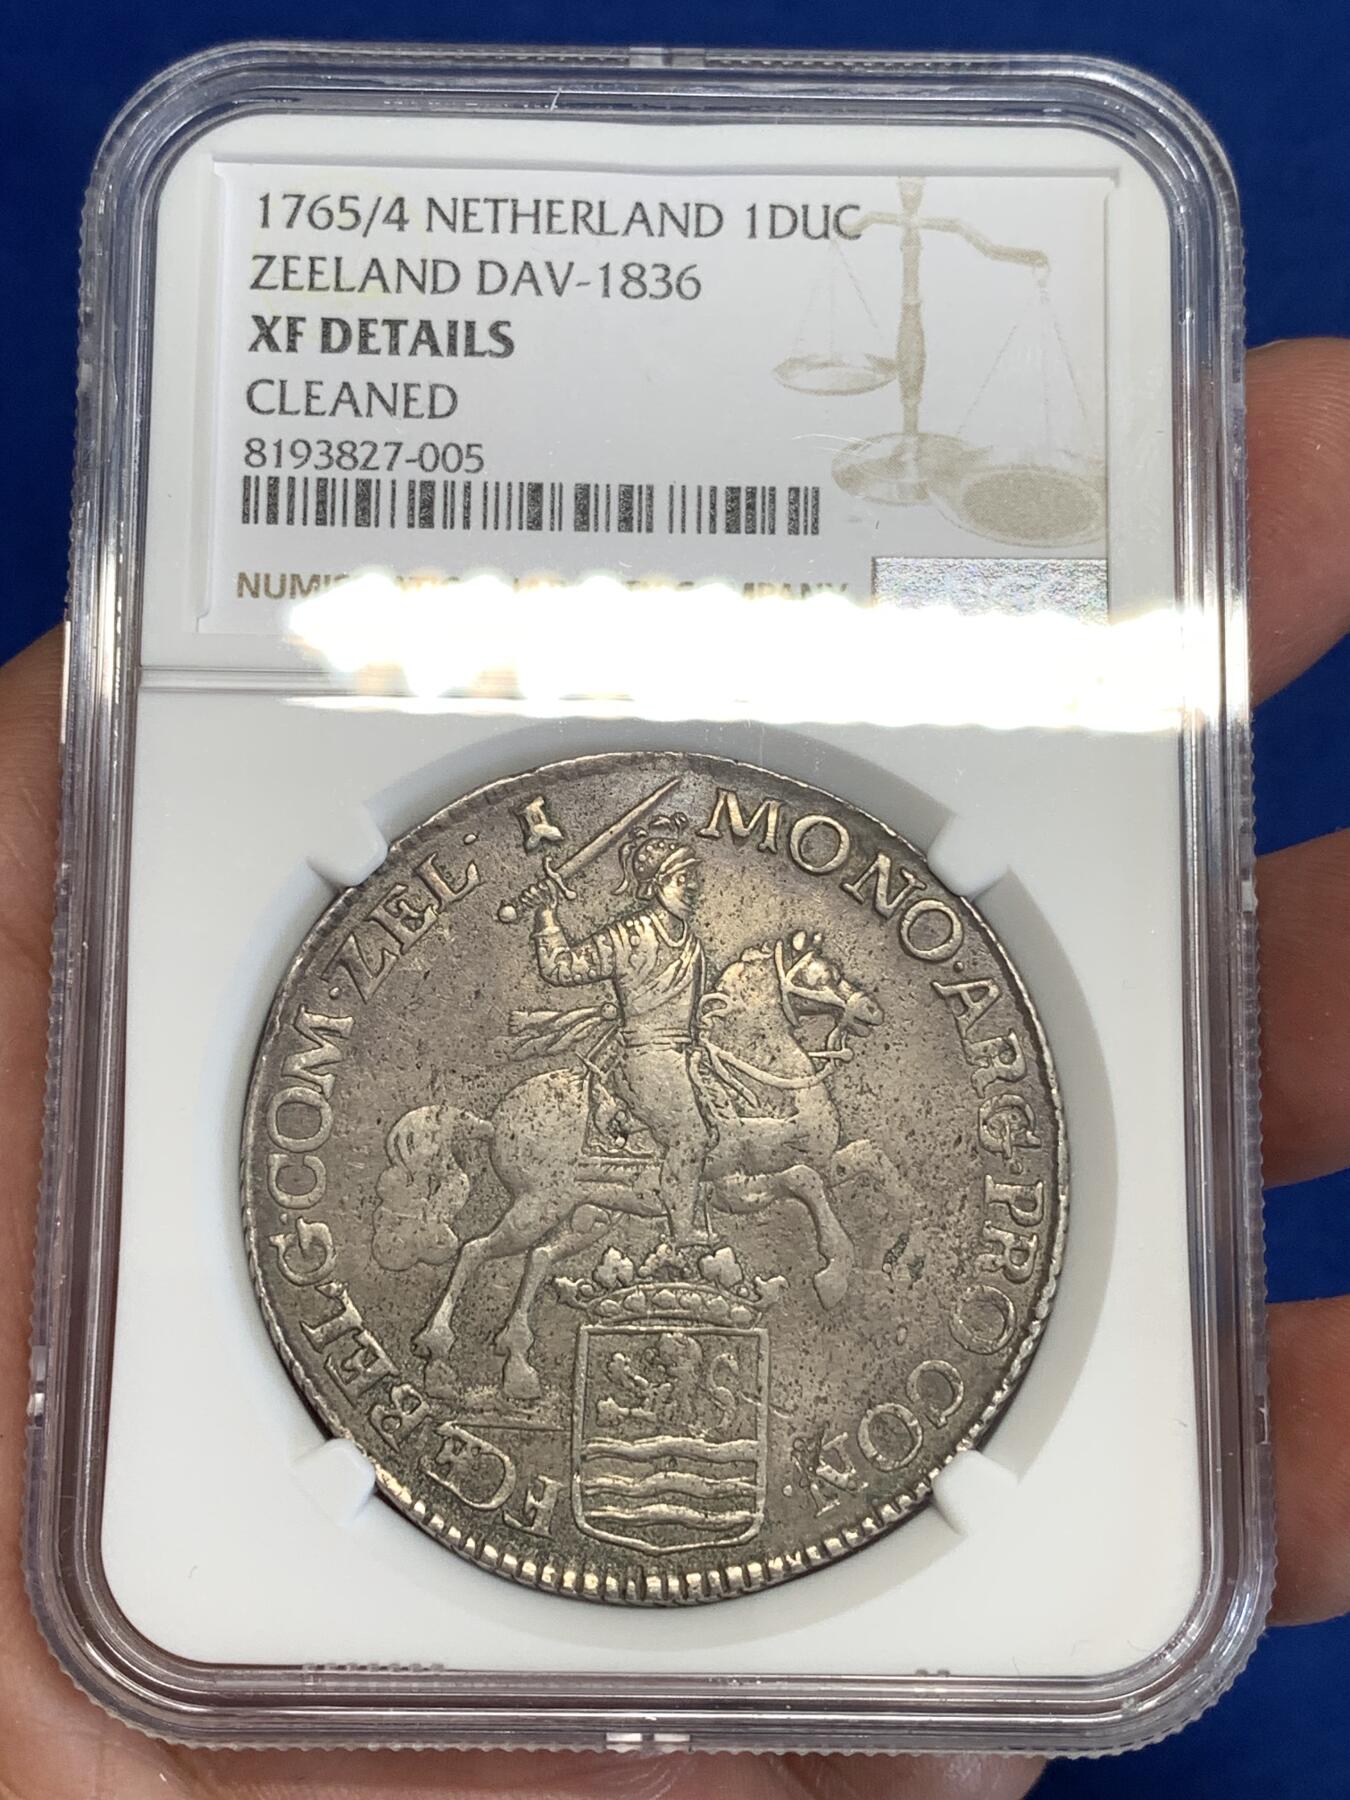 1765/4 NETHERLAND 1DUC
ZEELAND DAV-1836
XF DETAILS
CLEANED
8193827-005
MONO·ARG·PRO CON·
FŒ·BELG·COM·ZEL·